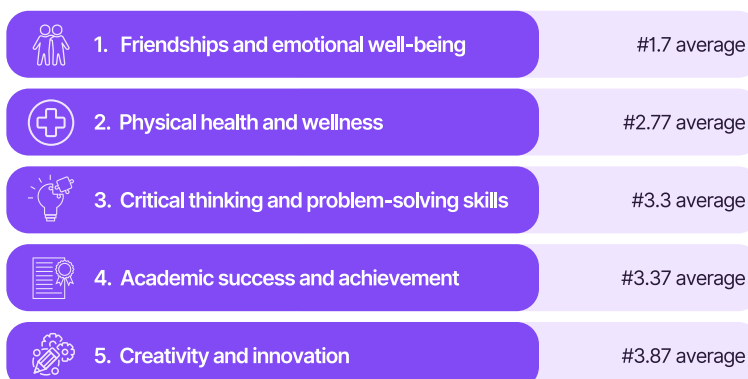 1. Friendships and emotional well-being #1.7 average
2. Physical health and wellness #2.77 average
3. Critical thinking and problem-solving skills #3.3 average
4. Academic success and achievement #3.37 average
5. Creativity and innovation #3.87 average